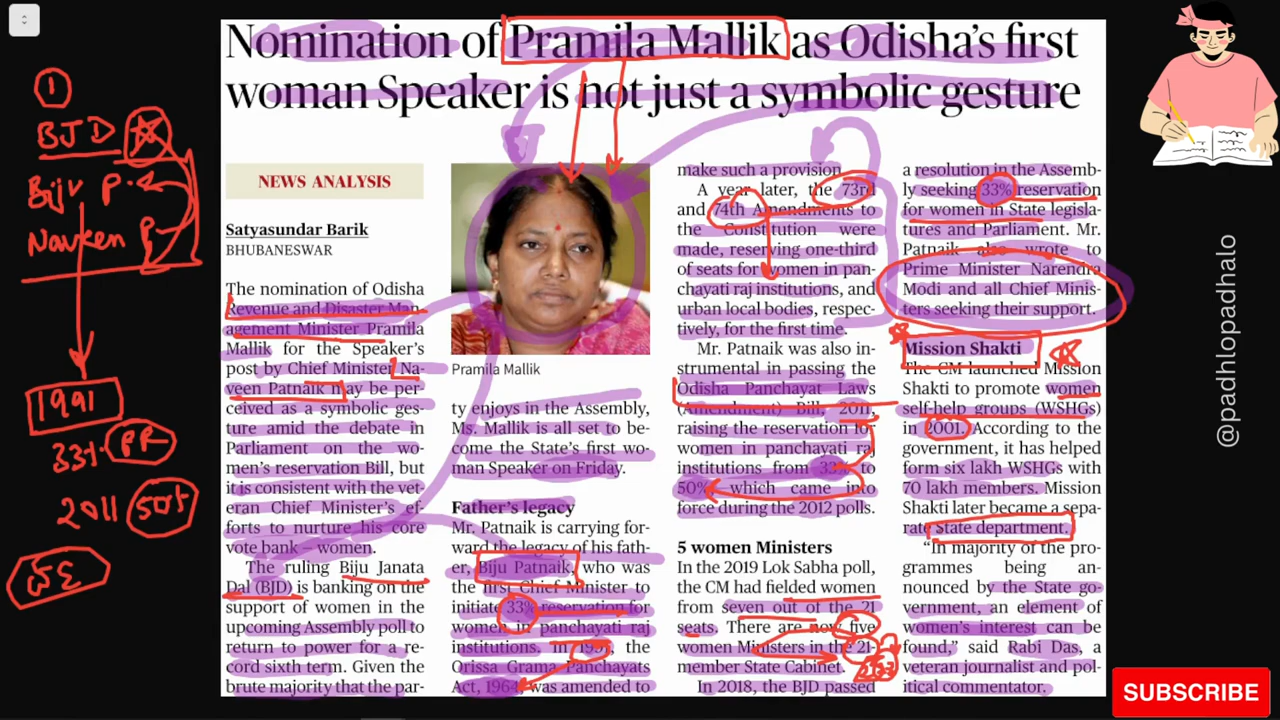 Nomination of Pramila Mallik as Odisha's first
woman Speaker is not just a symbolic gesture
1
BJD
Biju P.
Naveen P
1991
33%
PR
2011
50%
NEWS ANALYSIS
Satyasundar Barik
BHUBANESWAR
The nomination of Odisha
Revenue and Disaster Man-
agement Minister Pramila
Mallik for the Speaker's
post by Chief Minister Na-
veen Patnaik may be per-
ceived as a symbolic ges-
ture amid the debate in
Parliament on the wo-
men's reservation Bill, but
it is consistent with the vet-
eran Chief Minister's ef-
forts to nurture his core
vote bank – women.
The ruling Biju Janata
Dal (BJD) is banking on the
support of women in the
upcoming Assembly poll to
return to power for a re-
cord sixth term. Given the
brute majority that the par-
Pramila Mallik
ty enjoys in the Assembly,
Ms. Mallik is all set to be-
come the State's first wo-
man Speaker on Friday.
Father's legacy
Mr. Patnaik is carrying for-
ward the legacy of his fath-
er, Biju Patnaik, who was
the first Chief Minister to
initiate 33% reservation for
women in panchayati raj
institutions. In 1991, the
Orissa Grama Panchayats
Act, 1964, was amended to
make such a provision.
A year later, the 73rd
and 74th Amendments to
the Constitution were
made, reserving one-third
of seats for women in pan-
chayati raj institutions, and
urban local bodies, respec-
tively, for the first time.
Mr. Patnaik was also in-
strumental in passing the
Odisha Panchayat Laws
(Amendment) Bill, 2011,
raising the reservation for
women in panchayati raj
institutions from 33% to
50% which came into
force during the 2012 polls.
5 women Ministers
In the 2019 Lok Sabha poll,
the CM had fielded women
from seven out of the 21
seats. There are now five
women Ministers in the 21-
member State Cabinet.
In 2018, the BJD passed
a resolution in the Assemb-
ly seeking 33% reservation
for women in State legisla-
tures and Parliament. Mr.
Patnaik also wrote to
Prime Minister Narendra
Modi and all Chief Minis-
ters seeking their support.
Mission Shakti
The CM launched Mission
Shakti to promote women
self-help groups (WSHGs)
in 2001. According to the
government, it has helped
form six lakh WSHGs with
70 lakh members. Mission
Shakti later became a sepa-
rate State department.
"In majority of the pro-
grammes being an-
nounced by the State go-
vernment, an element of
women's interest can be
found," said Rabi Das, a
veteran journalist and pol-
itical commentator.
@padhlopadhalo
SUBSCRIBE